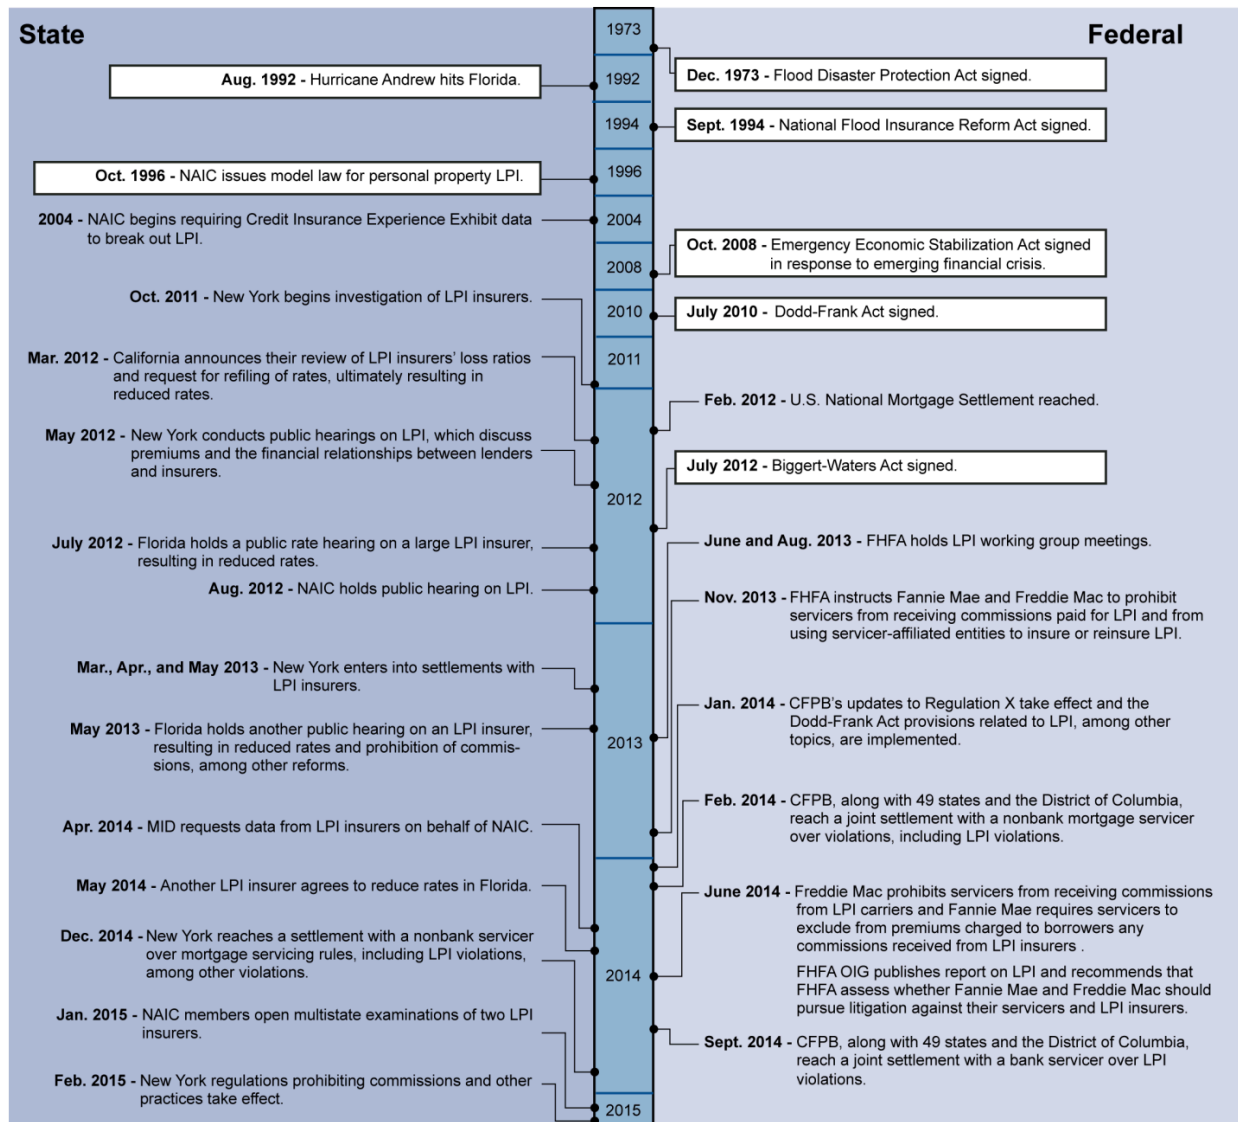 State
Federal
1973
1992
1994
1996
2004
2008
2010
2011
2012
2013
2014
2015
Aug. 1992 - Hurricane Andrew hits Florida.
Oct. 1996 - NAIC issues model law for personal property LPI.
2004 - NAIC begins requiring Credit Insurance Experience Exhibit data
to break out LPI.
Oct. 2011 - New York begins investigation of LPI insurers.
Mar. 2012 - California announces their review of LPI insurers' loss ratios
and request for refiling of rates, ultimately resulting in
reduced rates.
May 2012 - New York conducts public hearings on LPI, which discuss
premiums and the financial relationships between lenders
and insurers.
July 2012 - Florida holds a public rate hearing on a large LPI insurer,
resulting in reduced rates.
Aug. 2012 - NAIC holds public hearing on LPI.
Mar., Apr., and May 2013 - New York enters into settlements with
LPI insurers.
May 2013 - Florida holds another public hearing on an LPI insurer,
resulting in reduced rates and prohibition of commis-
sions, among other reforms.
Apr. 2014 - MID requests data from LPI insurers on behalf of NAIC.
May 2014 - Another LPI insurer agrees to reduce rates in Florida.
Dec. 2014 - New York reaches a settlement with a nonbank servicer
over mortgage servicing rules, including LPI violations,
among other violations.
Jan. 2015 - NAIC members open multistate examinations of two LPI
insurers.
Feb. 2015 - New York regulations prohibiting commissions and other
practices take effect.
Dec. 1973 - Flood Disaster Protection Act signed.
Sept. 1994 - National Flood Insurance Reform Act signed.
Oct. 2008 - Emergency Economic Stabilization Act signed
in response to emerging financial crisis.
July 2010 - Dodd-Frank Act signed.
Feb. 2012 - U.S. National Mortgage Settlement reached.
July 2012 - Biggert-Waters Act signed.
June and Aug. 2013 - FHFA holds LPI working group meetings.
Nov. 2013 - FHFA instructs Fannie Mae and Freddie Mac to prohibit
servicers from receiving commissions paid for LPI and from
using servicer-affiliated entities to insure or reinsure LPI.
Jan. 2014 - CFPB's updates to Regulation X take effect and the
Dodd-Frank Act provisions related to LPI, among other
topics, are implemented.
Feb. 2014 - CFPB, along with 49 states and the District of Columbia,
reach a joint settlement with a nonbank mortgage servicer
over violations, including LPI violations.
June 2014 - Freddie Mac prohibits servicers from receiving commissions
from LPI carriers and Fannie Mae requires servicers to
exclude from premiums charged to borrowers any
commissions received from LPI insurers .
FHFA OIG publishes report on LPI and recommends that
FHFA assess whether Fannie Mae and Freddie Mac should
pursue litigation against their servicers and LPI insurers.
Sept. 2014 - CFPB, along with 49 states and the District of Columbia,
reach a joint settlement with a bank servicer over LPI
violations.